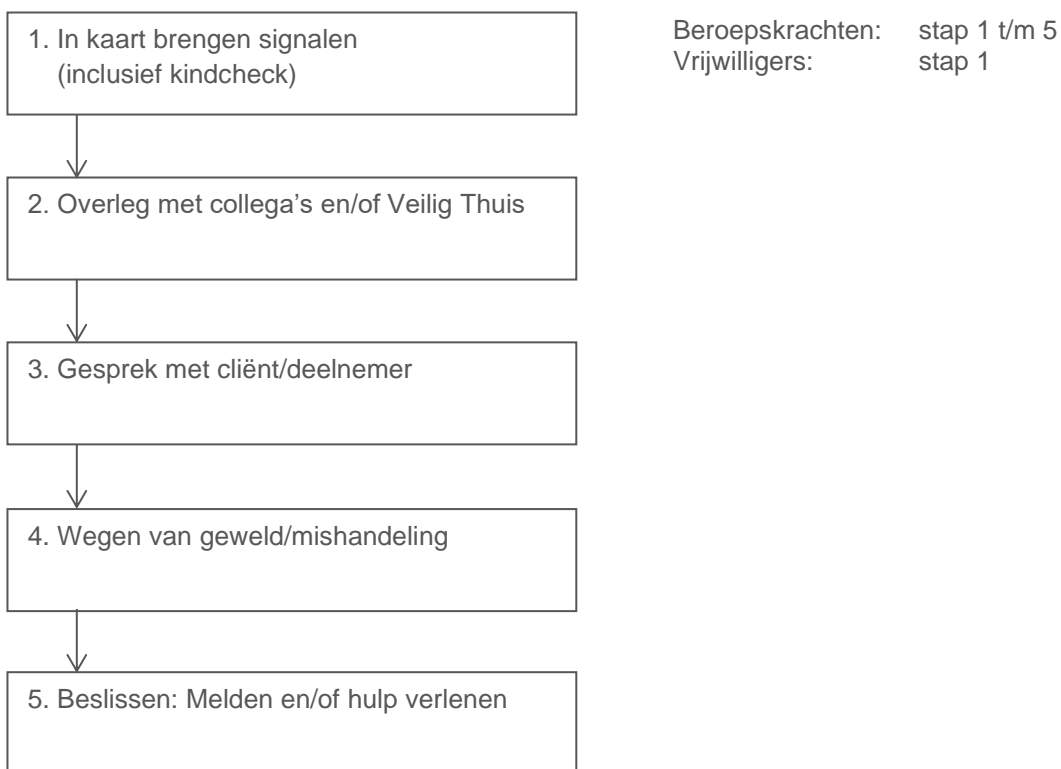 1. In kaart brengen signalen
(inclusief kindcheck)
Beroepskrachten: stap 1 t/m 5
Vrijwilligers: stap 1
2. Overleg met collega’s en/of Veilig Thuis
3. Gesprek met cliënt/deelnemer
4. Wegen van geweld/mishandeling
5. Beslissen: Melden en/of hulp verlenen